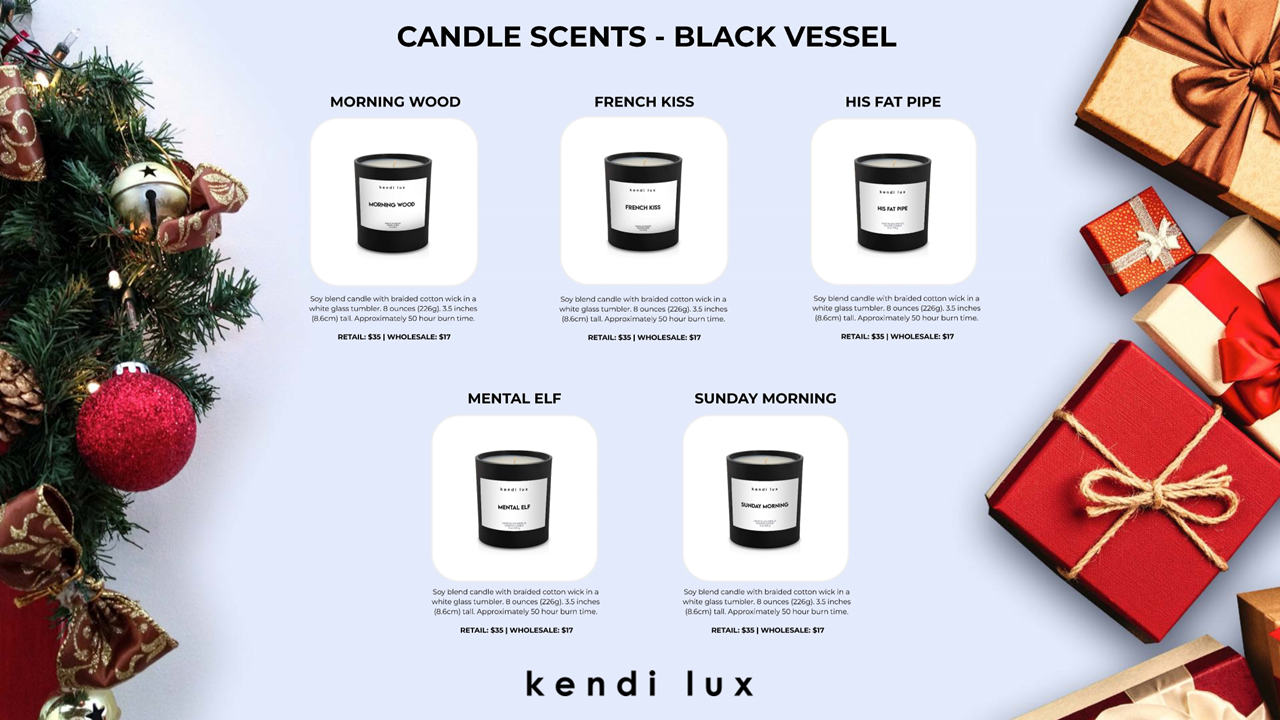 CANDLE SCENTS - BLACK VESSEL
MORNING WOOD
FRENCH KISS
HIS FAT PIPE
kendi lux
MORNING WOOD
kendi lux
FRENCH KISS
kendi lux
HIS FAT PIPE
Soy blend candle with braided cotton wick in a
white glass tumbler. 8 ounces (226g). 3.5 inches
(8.6cm) tall. Approximately 50 hour burn time.
RETAIL: $35 | WHOLESALE: $17
Soy blend candle with braided cotton wick in a
white glass tumbler. 8 ounces (226g). 3.5 inches
(8.6cm) tall. Approximately 50 hour burn time.
RETAIL: $35 | WHOLESALE: $17
Soy blend candle with braided cotton wick in a
white glass tumbler. 8 ounces (226g). 3.5 inches
(8.6cm) tall. Approximately 50 hour burn time.
RETAIL: $35 | WHOLESALE: $17
MENTAL ELF
SUNDAY MORNING
kendi lux
MENTAL ELF
kendi lux
SUNDAY MORNING
Soy blend candle with braided cotton wick in a
white glass tumbler. 8 ounces (226g). 3.5 inches
(8.6cm) tall. Approximately 50 hour burn time.
RETAIL: $35 | WHOLESALE: $17
Soy blend candle with braided cotton wick in a
white glass tumbler. 8 ounces (226g). 3.5 inches
(8.6cm) tall. Approximately 50 hour burn time.
RETAIL: $35 | WHOLESALE: $17
kendi lux